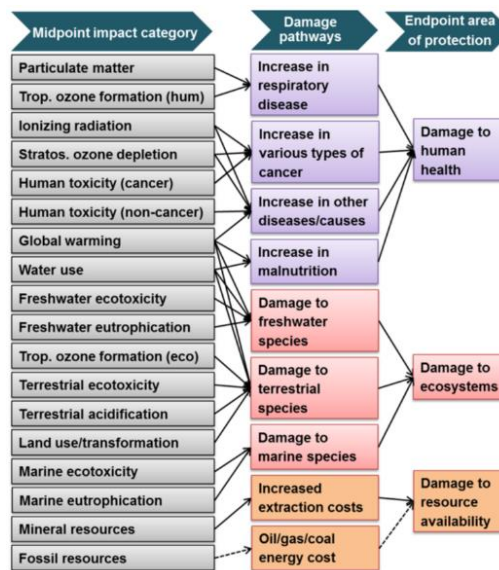 Midpoint impact category
Damage
pathways
Endpoint area
of protection
Particulate matter
Trop. ozone formation (hum)
Ionizing radiation
Stratos. ozone depletion
Human toxicity (cancer)
Human toxicity (non-cancer)
Global warming
Water use
Freshwater ecotoxicity
Freshwater eutrophication
Trop. ozone formation (eco)
Terrestrial ecotoxicity
Terrestrial acidification
Land use/transformation
Marine ecotoxicity
Marine eutrophication
Mineral resources
Fossil resources
Increase in
respiratory
disease
Increase in
various types of
cancer
Increase in other
diseases/causes
Increase in
malnutrition
Damage to
freshwater
species
Damage to
terrestrial
species
Damage to
marine species
Increased
extraction costs
Oil/gas/coal
energy cost
Damage to
human
health
Damage to
ecosystems
Damage to
resource
availability